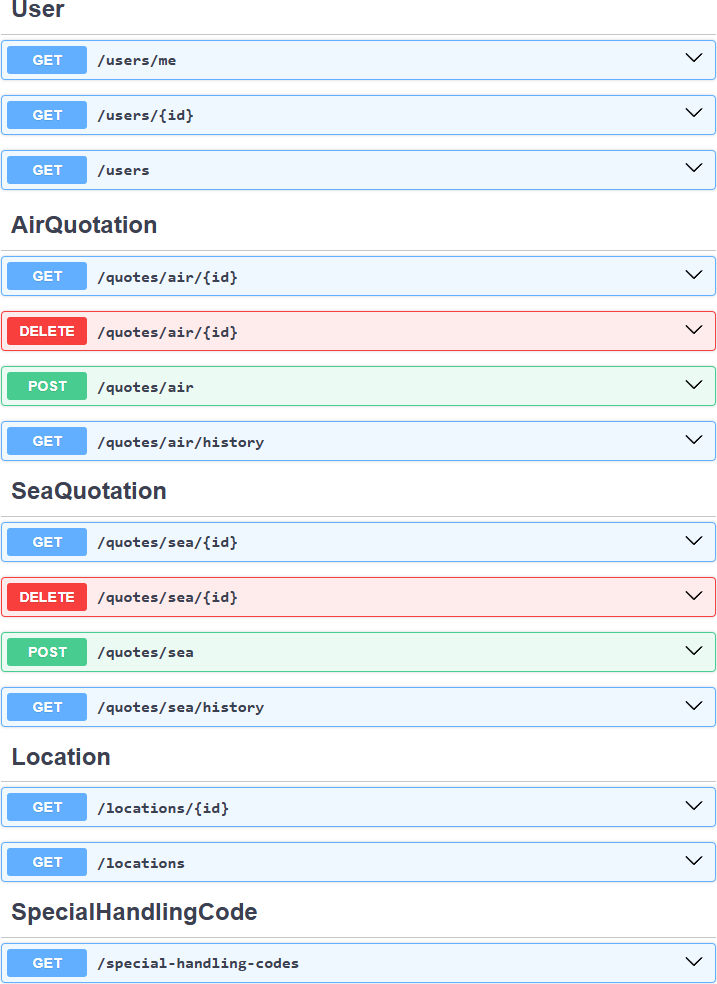 User
GET /users/me
GET /users/{id}
GET /users
AirQuotation
GET /quotes/air/{id}
DELETE /quotes/air/{id}
POST /quotes/air
GET /quotes/air/history
SeaQuotation
GET /quotes/sea/{id}
DELETE /quotes/sea/{id}
POST /quotes/sea
GET /quotes/sea/history
Location
GET /locations/{id}
GET /locations
SpecialHandlingCode
GET /special-handling-codes